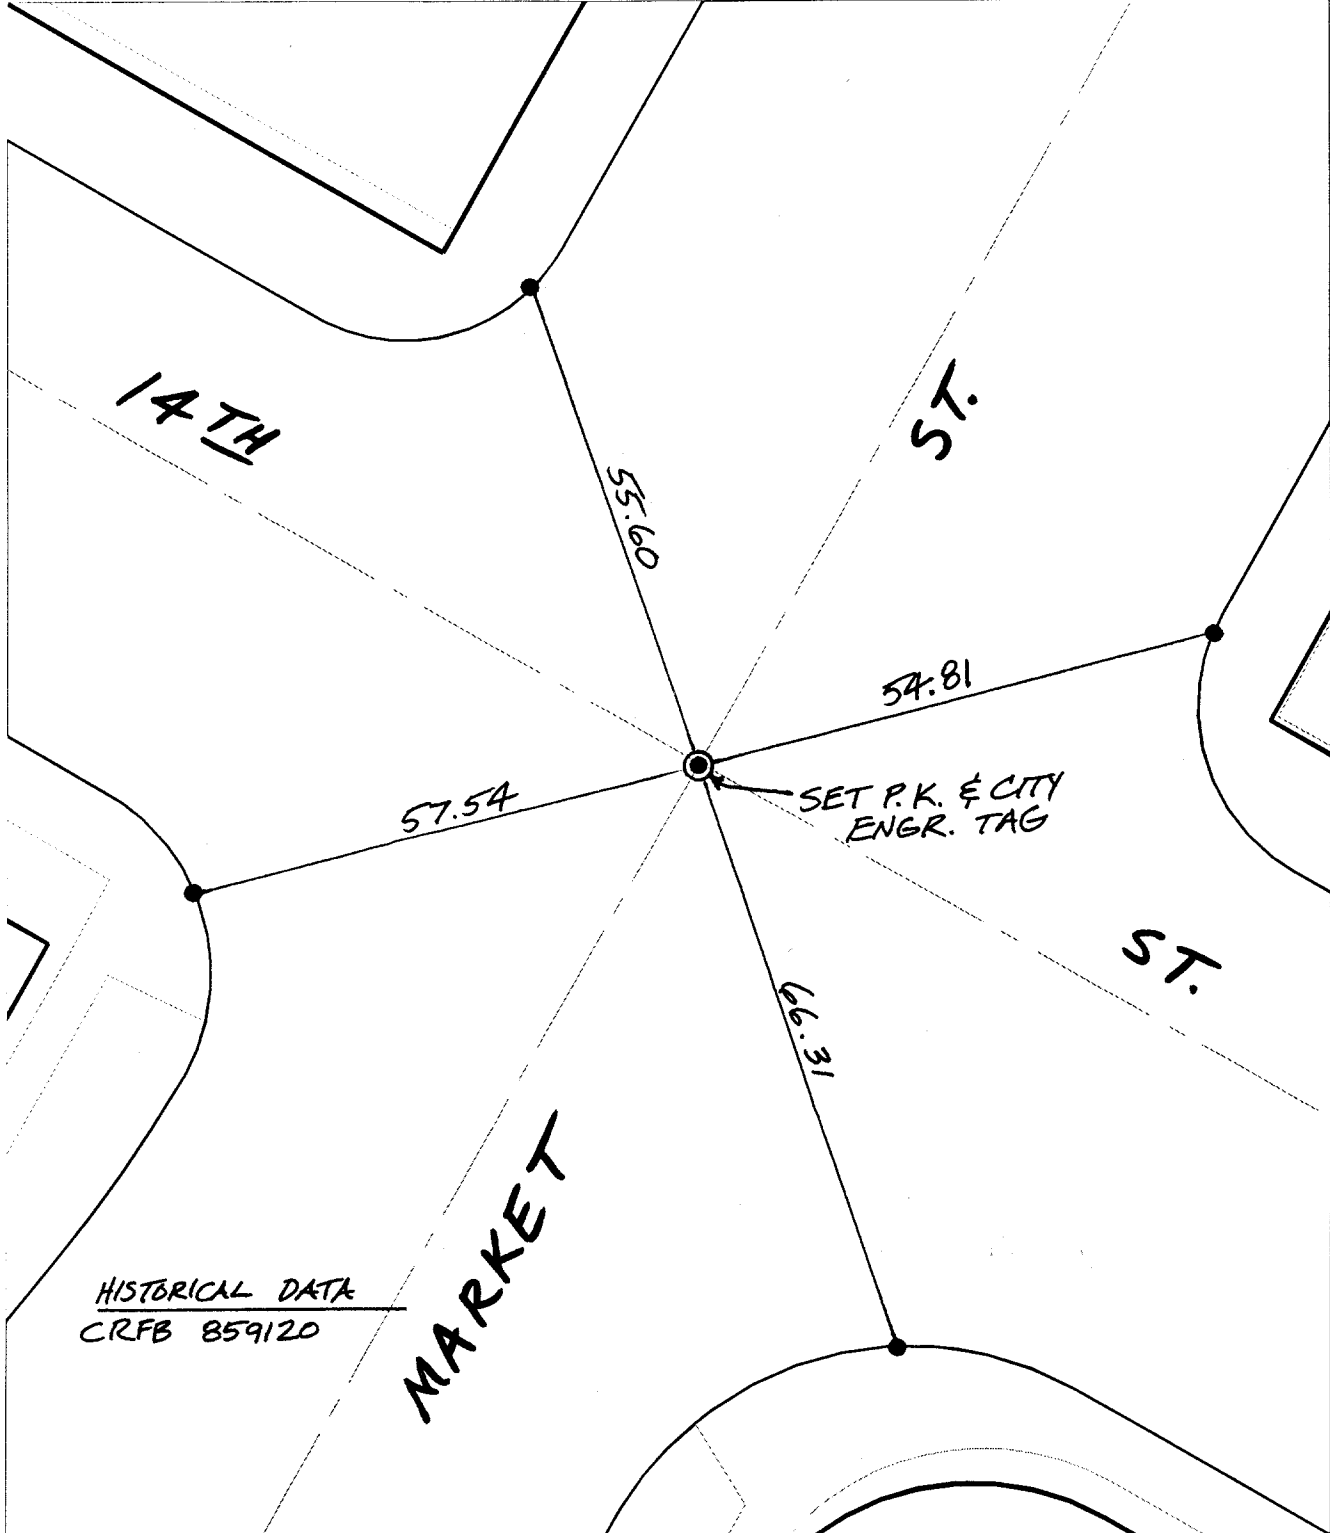 14TH
ST.
55.60
54.81
57.54
SET P.K. & CITY
ENGR. TAG
ST.
66.31
MARKET
HISTORICAL DATA
CRFB 859120